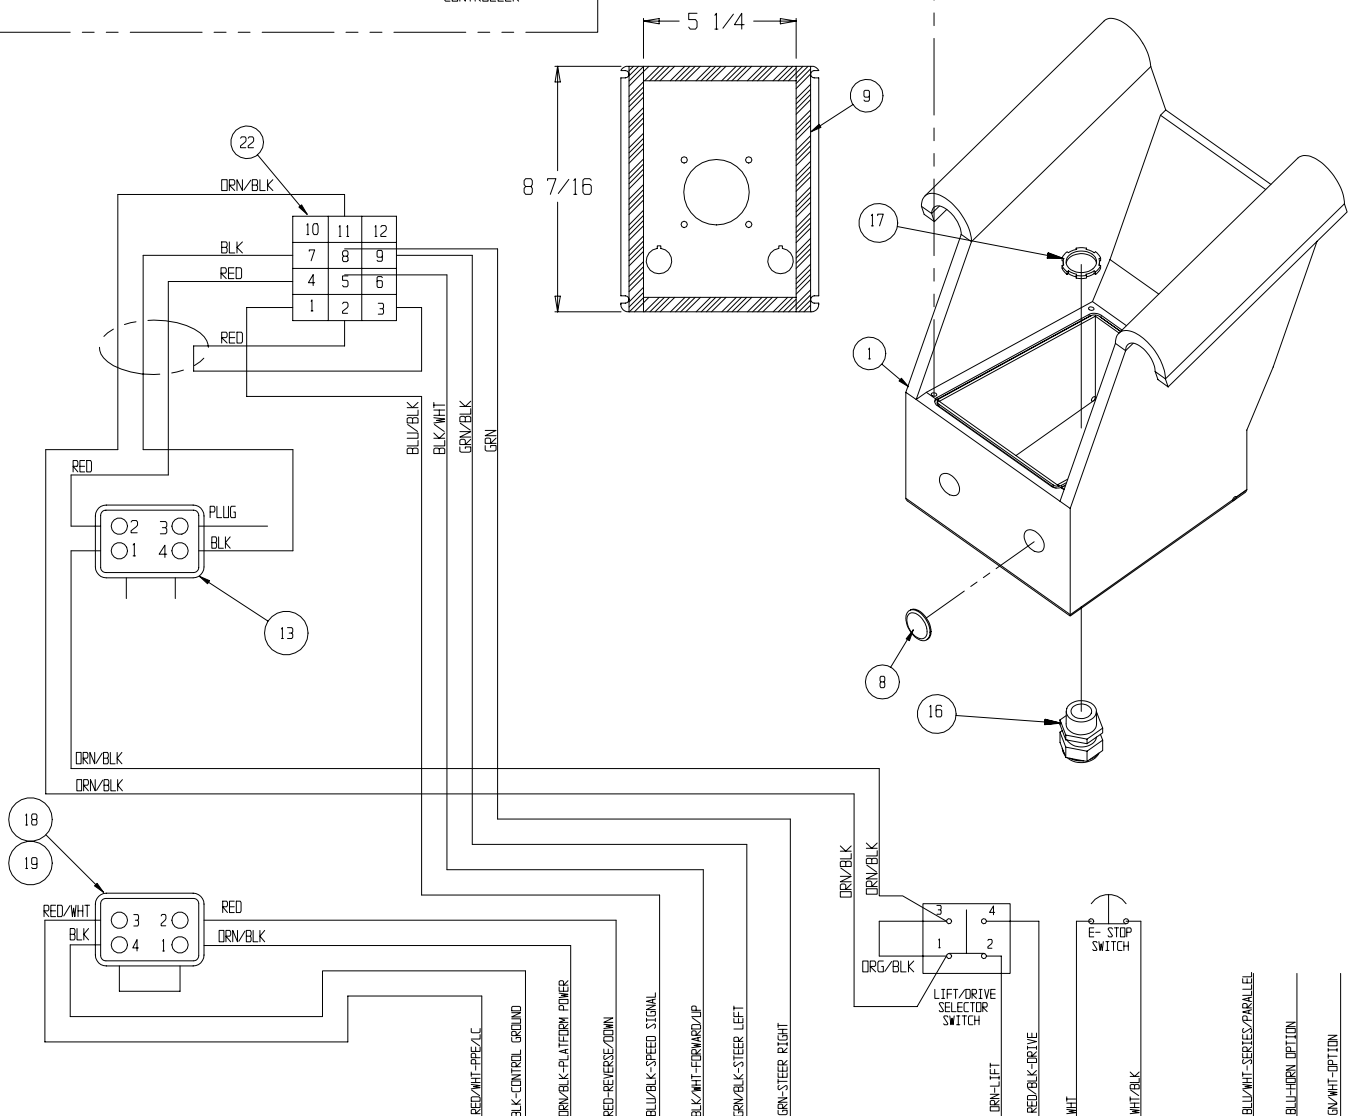 5 1/4
8 7/16
9
17
1
8
16
22
ORN/BLK
10 11 12
7 8 9
4 5 6
1 2 3
BLK
RED
RED
BLU/BLK
BLK/WHT
GRN/BLK
GRN
RED
2 3
1 4
PLUG
BLK
13
ORN/BLK
ORN/BLK
18
19
RED/WHT
BLK
3 2
4 1
RED
ORN/BLK
RED/WHT-PPE/LC
BLK-CONTROL GROUND
ORN/BLK-PLATFORM POWER
RED-REVERSE/DOWN
BLU/BLK-SPEED SIGNAL
BLK/WHT-FORWARD/UP
GRN/BLK-STEER LEFT
GRN-STEER RIGHT
ORN/BLK
ORN/BLK
3 4
1 2
ORG/BLK
LIFT/DRIVE
SELECTOR
SWITCH
ORN-LIFT
RED/BLK-DRIVE
E- STOP
SWITCH
WHT
WHT/BLK
BLU/WHT-SERIES/PARALLEL
BLU-HORN OPTION
GN/WHT-OPTION